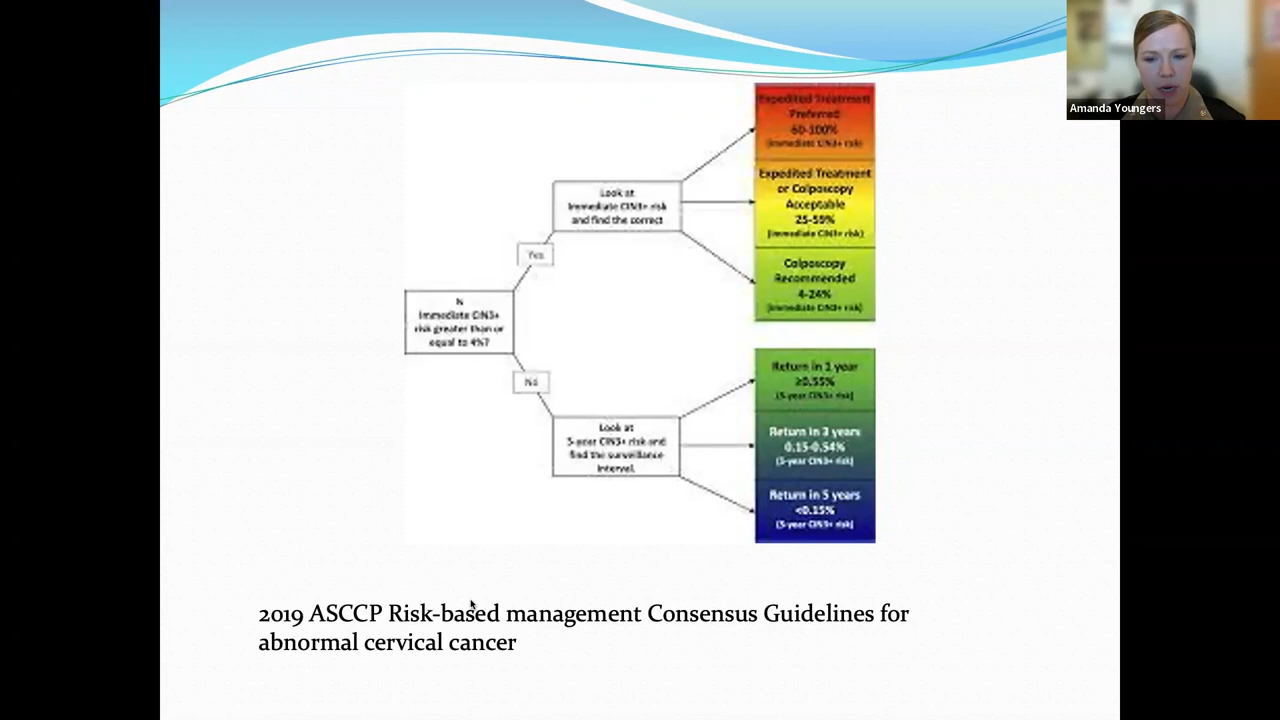 Amanda Youngers
Expedited Treatment
Preferred
60-100%
(Immediate CIN3+ risk)
Look at
Immediate CIN3+ risk
and find the correct
Expedited Treatment
or Colposcopy
Acceptable
25-59%
(Immediate CIN3+ risk)
Yes
Colposcopy
Recommended
4-24%
(Immediate CIN3+ risk)
Immediate CIN3+
risk greater than or
equal to 4%?
No
Return in 1 year
≥0.55%
(5-year CIN3+ risk)
Look at
5-year CIN3+ risk and
find the surveillance
interval.
Return in 3 years
0.15-0.54%
(5-year CIN3+ risk)
Return in 5 years
<0.15%
(5-year CIN3+ risk)
2019 ASCCP Risk-based management Consensus Guidelines for
abnormal cervical cancer